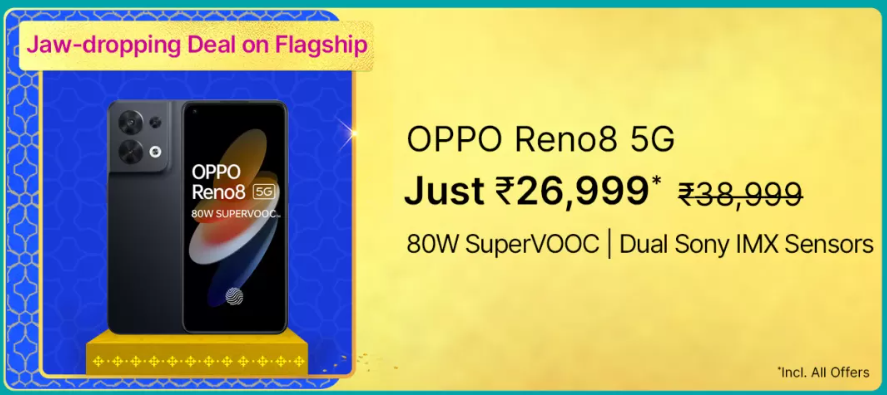 Jaw-dropping Deal on Flagship
OPPO
Reno8 5G
80W SUPERVOOC™
OPPO Reno8 5G
Just ₹26,999* ₹38,999
80W SuperVOOC | Dual Sony IMX Sensors
*Incl. All Offers